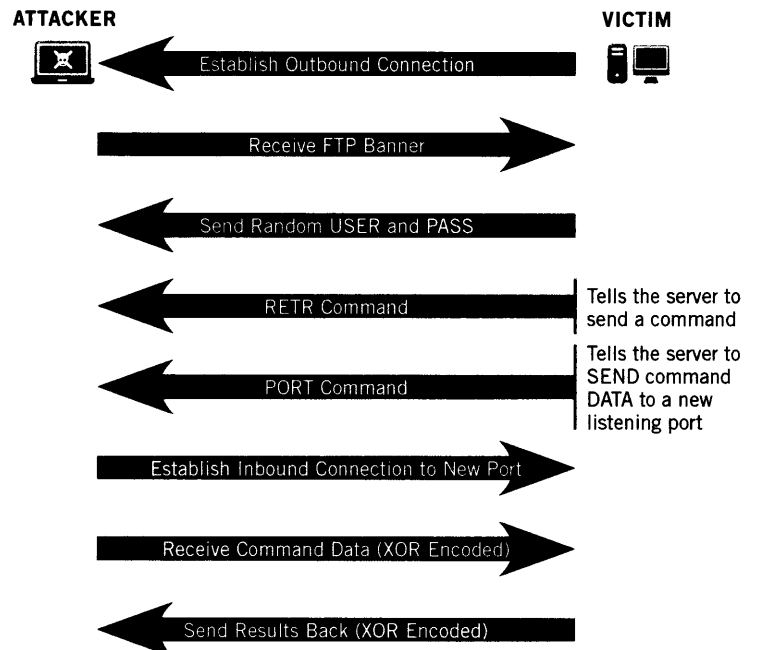 ATTACKER
VICTIM
Establish Outbound Connection
Receive FTP Banner
Send Random USER and PASS
RETR Command
Tells the server to
send a command
PORT Command
Tells the server to
SEND command
DATA to a new
listening port
Establish Inbound Connection to New Port
Receive Command Data (XOR Encoded)
Send Results Back (XOR Encoded)